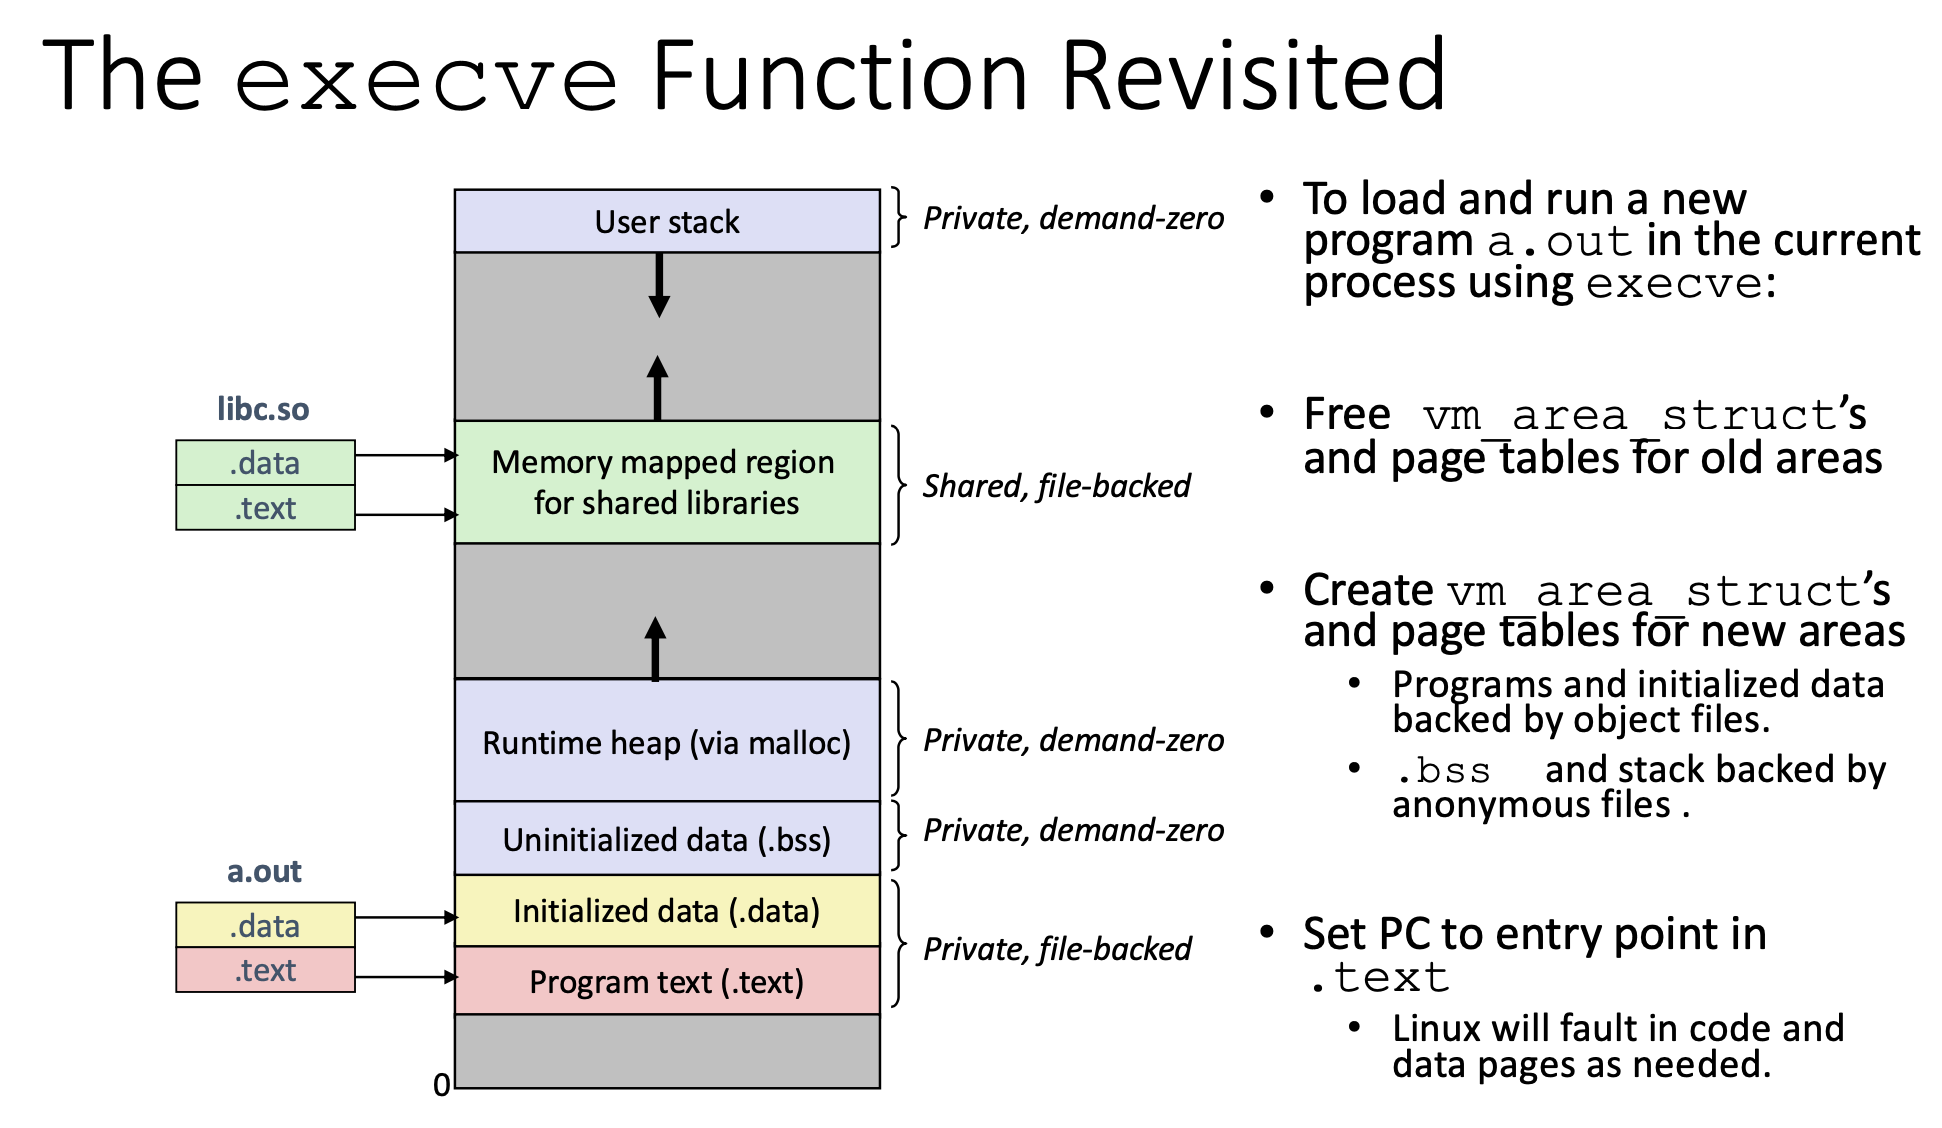 The execve Function Revisited
User stack
Private, demand-zero
libc.so
.data
.text
Memory mapped region
for shared libraries
Shared, file-backed
Runtime heap (via malloc)
Private, demand-zero
Uninitialized data (.bss)
Private, demand-zero
a.out
.data
.text
Initialized data (.data)
Program text (.text)
Private, file-backed
0
• To load and run a new
program a.out in the current
process using execve:
• Free vm_area_struct’s
and page tables for old areas
• Create vm_area_struct’s
and page tables for new areas
• Programs and initialized data
backed by object files.
• .bss and stack backed by
anonymous files .
• Set PC to entry point in
.text
• Linux will fault in code and
data pages as needed.